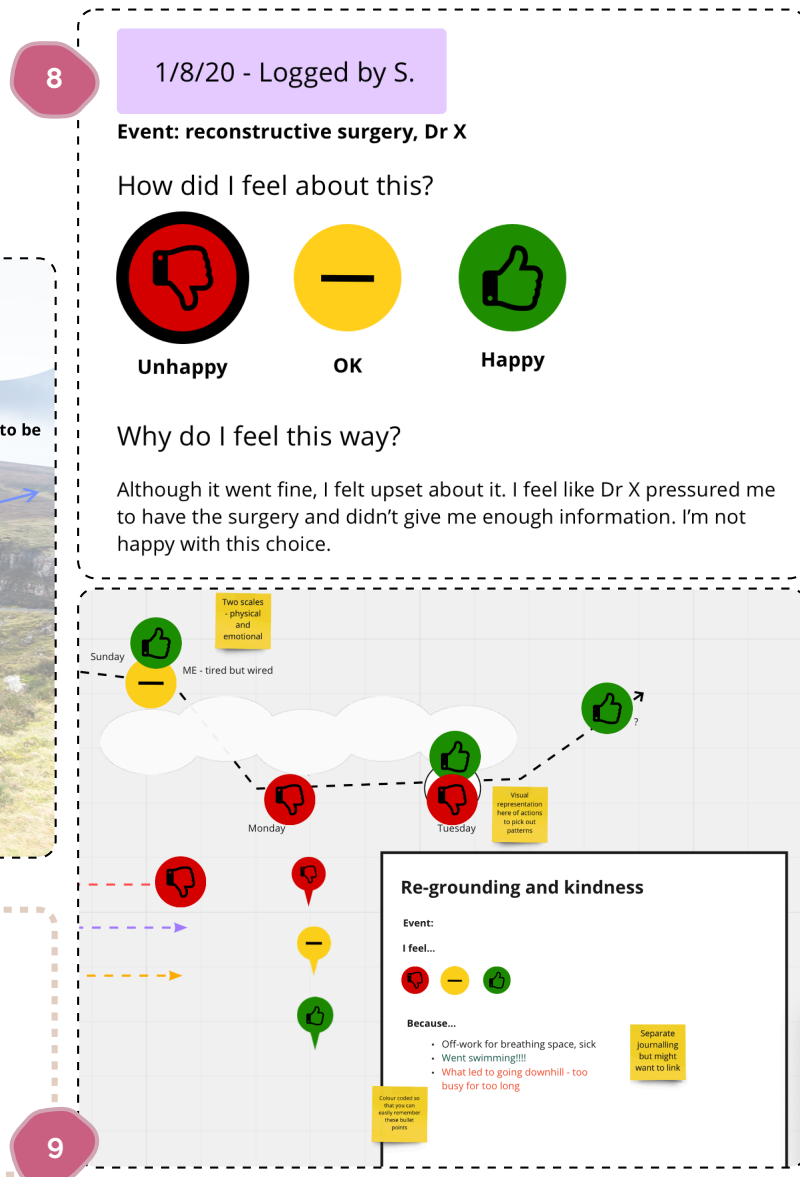 8
1/8/20 - Logged by S.
Event: reconstructive surgery, Dr X
How did I feel about this?
Unhappy
OK
Happy
Why do I feel this way?
Although it went fine, I felt upset about it. I feel like Dr X pressured me
to have the surgery and didn’t give me enough information. I’m not
happy with this choice.
to be
Two scales
- physical
and
emotional
Sunday
ME - tired but wired
?
Monday
Tuesday
Visual
representation
here of actions
to pick out
patterns
Re-grounding and kindness
Event:
I feel...
Because...
• Off-work for breathing space, sick
• Went swimming!!!!
• What led to going downhill - too
busy for too long
Separate
journalling
but might
want to link
Colour coded so
that you can
easily remember
these bullet
points
9